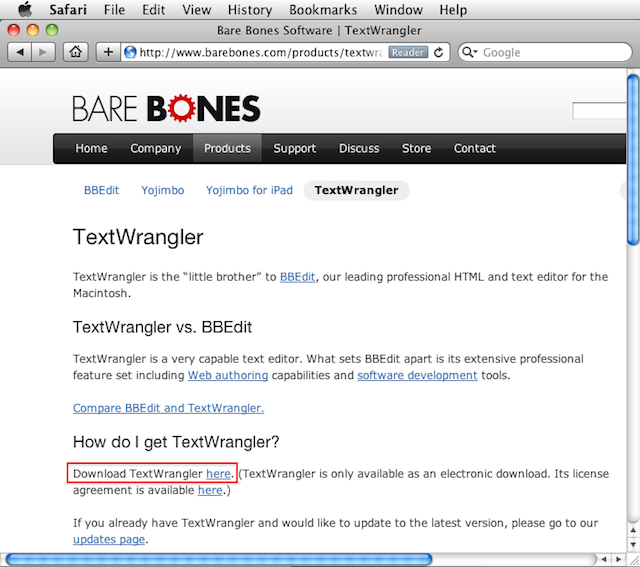 Safari File Edit View History Bookmarks Window Help
Bare Bones Software | TextWrangler
http://www.barebones.com/products/textwra Reader Google
BARE BONES
Home Company Products Support Discuss Store Contact
BBEdit Yojimbo Yojimbo for iPad TextWrangler
TextWrangler
TextWrangler is the “little brother” to BBEdit, our leading professional HTML and text editor for the
Macintosh.
TextWrangler vs. BBEdit
TextWrangler is a very capable text editor. What sets BBEdit apart is its extensive professional
feature set including Web authoring capabilities and software development tools.
Compare BBEdit and TextWrangler.
How do I get TextWrangler?
Download TextWrangler here. (TextWrangler is only available as an electronic download. Its license
agreement is available here.)
If you already have TextWrangler and would like to update to the latest version, please go to our
updates page.